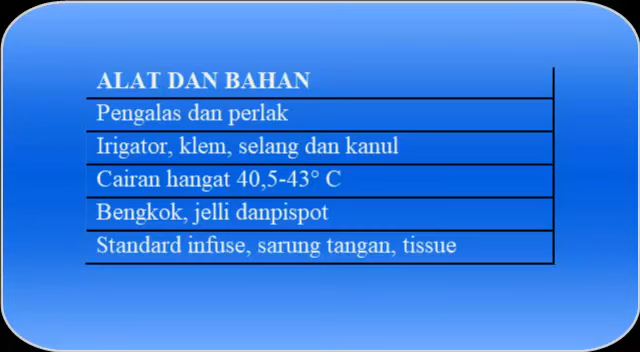 ALAT DAN BAHAN
Pengalas dan perlak
Irigator, klem, selang dan kanul
Cairan hangat 40,5-43° C
Bengkok, jelli danpispot
Standard infuse, sarung tangan, tissue